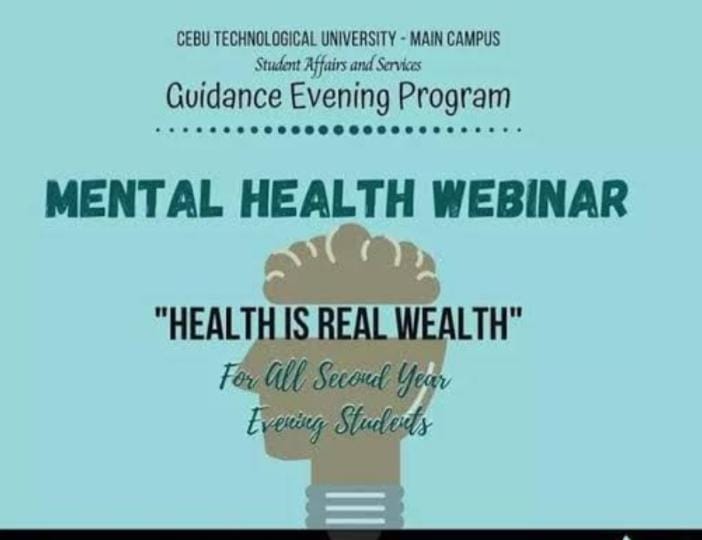 CEBU TECHNOLOGICAL UNIVERSITY - MAIN CAMPUS
Student Affairs and Services
Guidance Evening Program
MENTAL HEALTH WEBINAR
"HEALTH IS REAL WEALTH"
For All Second Year
Evening Students